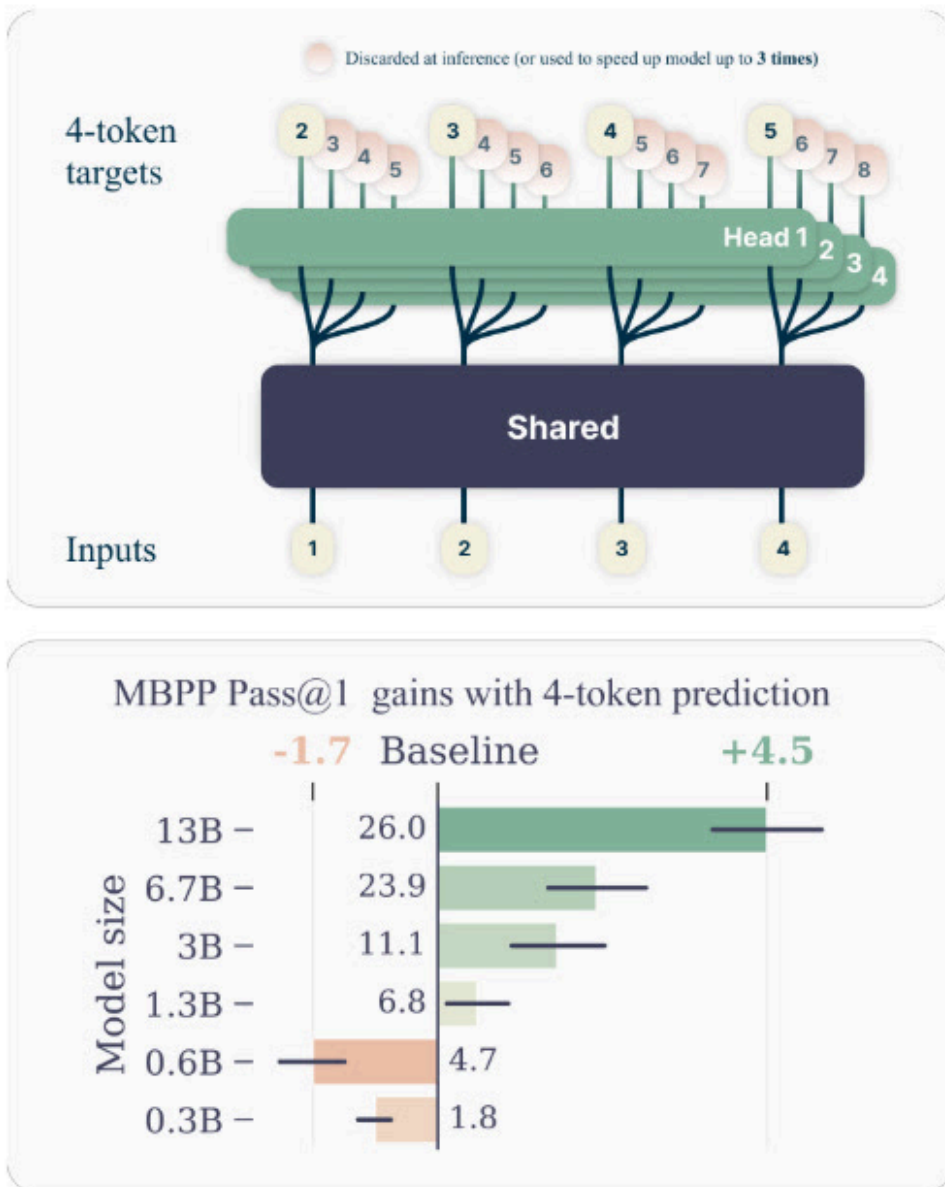 Discarded at inference (or used to speed up model up to 3 times)
4-token
targets
2 3 4 5 3 4 5 6 4 5 6 7 5 6 7 8
Head 1 2 3 4
Shared
Inputs 1 2 3 4
MBPP Pass@1 gains with 4-token prediction
-1.7 Baseline +4.5
Model size
13B 26.0
6.7B 23.9
3B 11.1
1.3B 6.8
0.6B 4.7
0.3B 1.8